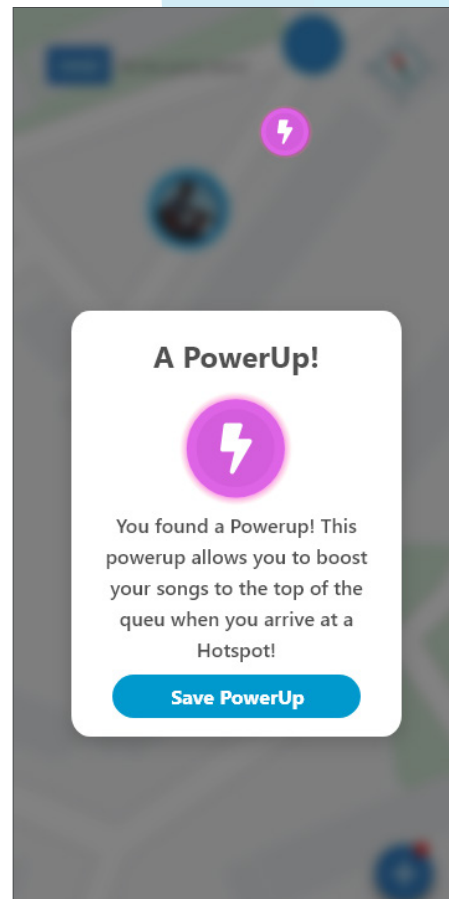 A PowerUp!
You found a Powerup! This
powerup allows you to boost
your songs to the top of the
queu when you arrive at a
Hotspot!
Save PowerUp